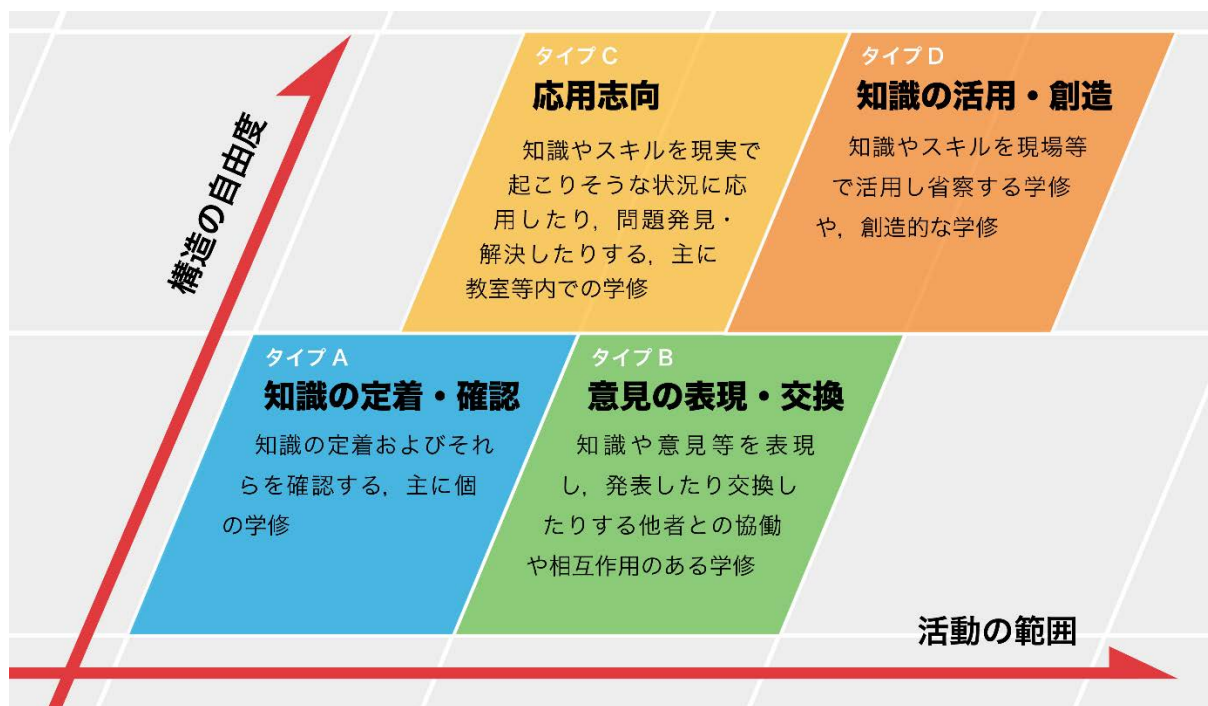 構造の自由度
タイプ C
応用志向
知識やスキルを現実で
起こりそうな状況に応
用したり，問題発見・
解決したりする，主に
教室等内での学修
タイプ D
知識の活用・創造
知識やスキルを現場等
で活用し省察する学修
や，創造的な学修
タイプ A
知識の定着・確認
知識の定着およびそれ
らを確認する，主に個
の学修
タイプ B
意見の表現・交換
知識や意見等を表現
し，発表したり交換し
たりする他者との協働
や相互作用のある学修
活動の範囲